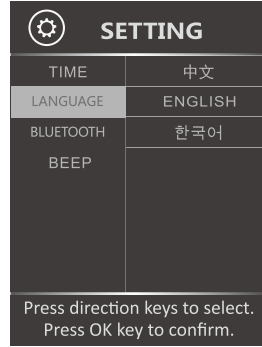 SETTING
TIME
LANGUAGE
BLUETOOTH
BEEP
中文
ENGLISH
한국어
Press direction keys to select.
Press OK key to confirm.